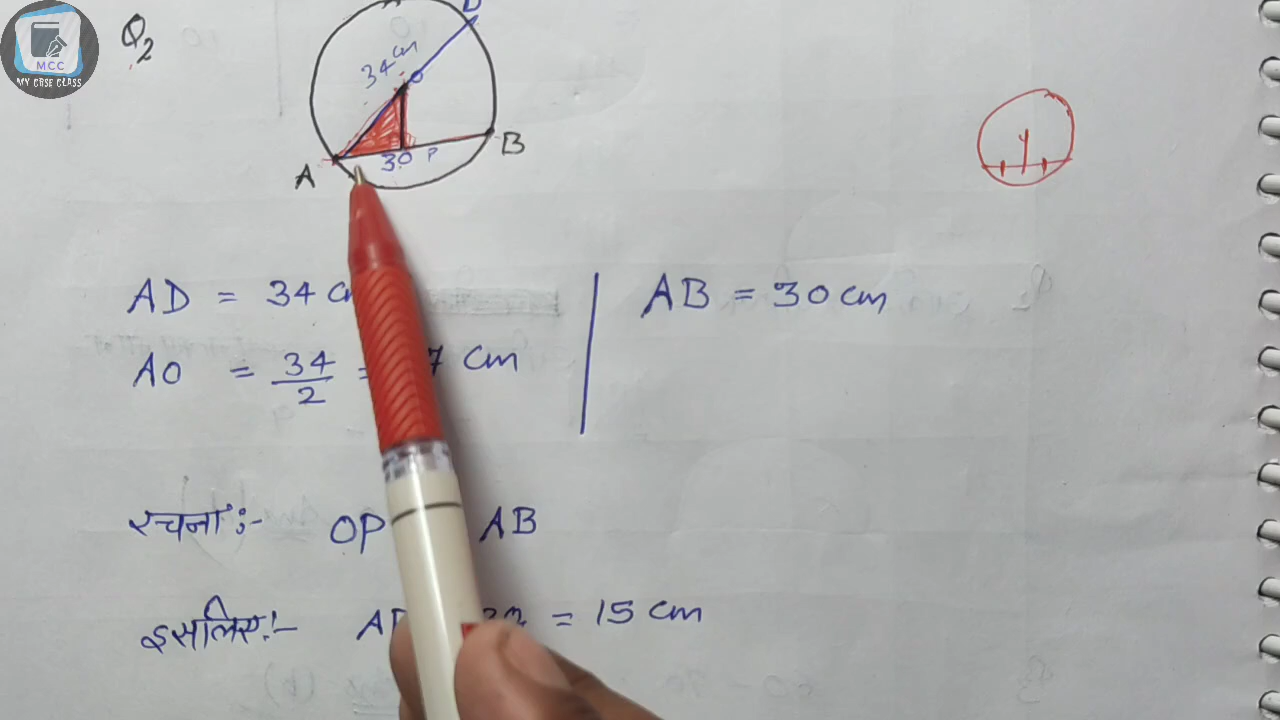 MCC
MY CBSE CLASS
Q2
D
34 cm
O
A
30
P
B
AD = 34
AB = 30 cm
AO = 34/2 = 7 cm
रचना:- OP AB
इसलिए:- = 15 cm